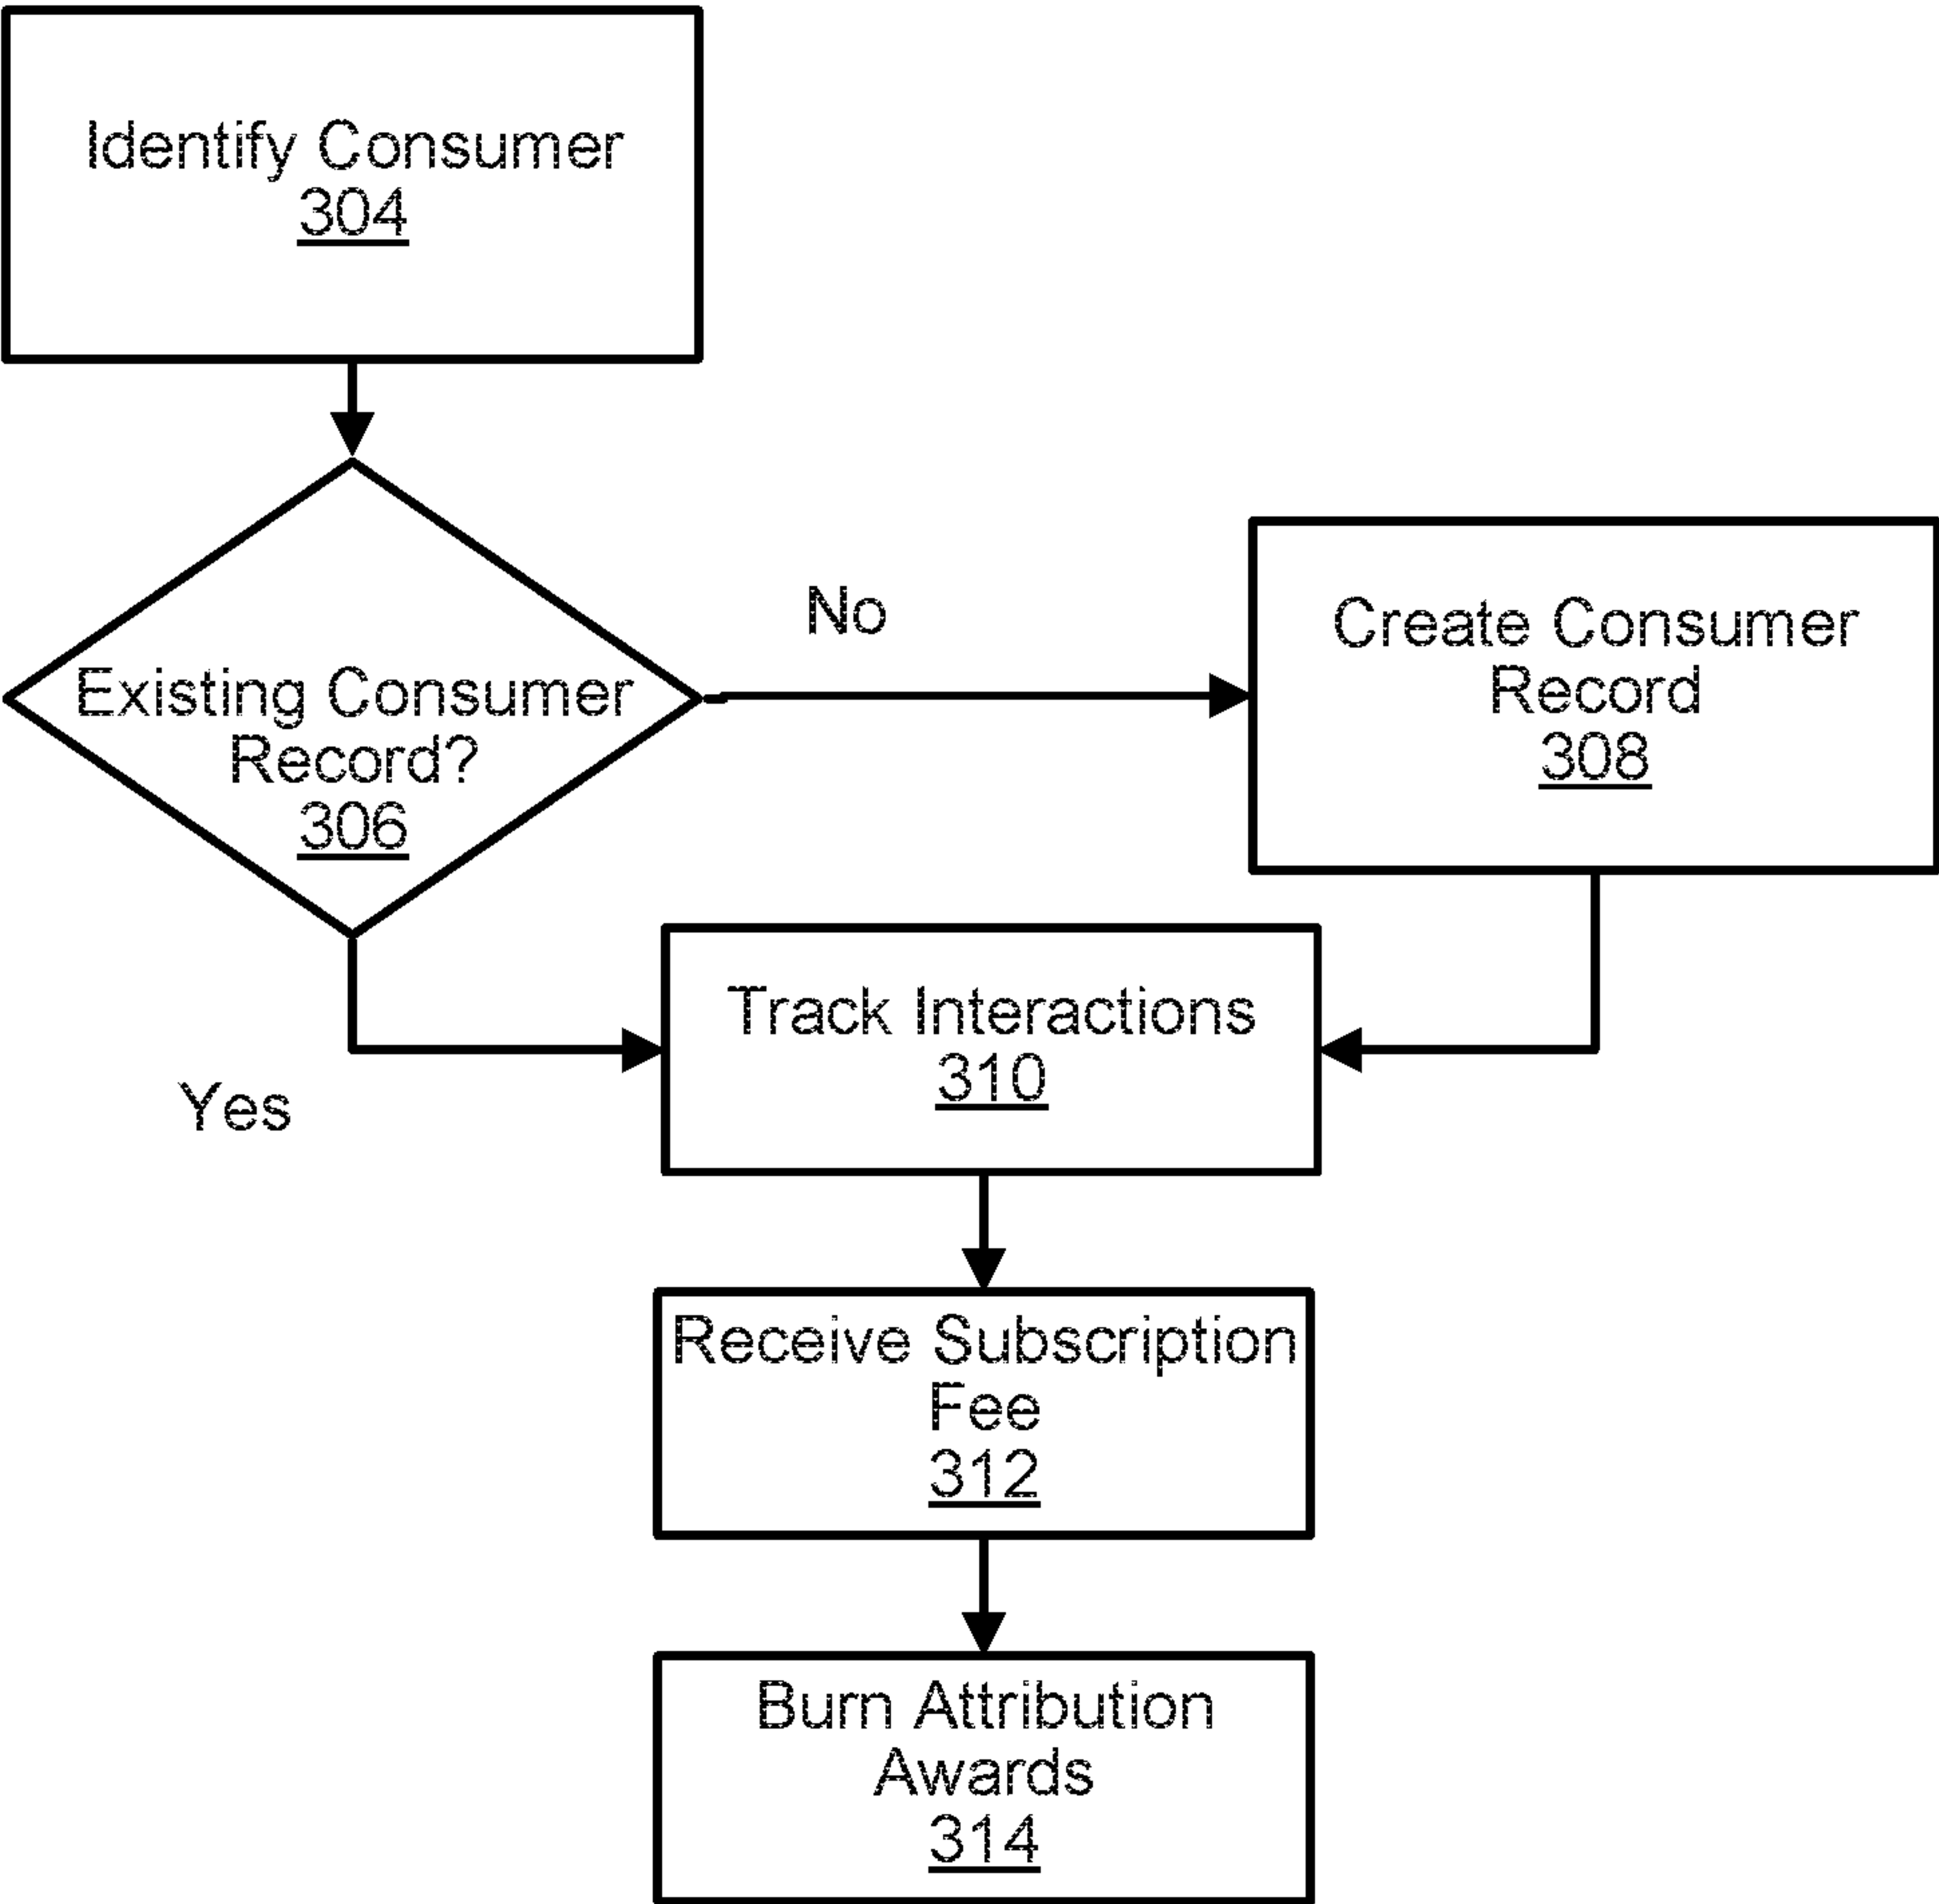 Identify Consumer
304
Existing Consumer
Record?
306
No
Create Consumer
Record
308
Yes
Track Interactions
310
Receive Subscription
Fee
312
Burn Attribution
Awards
314